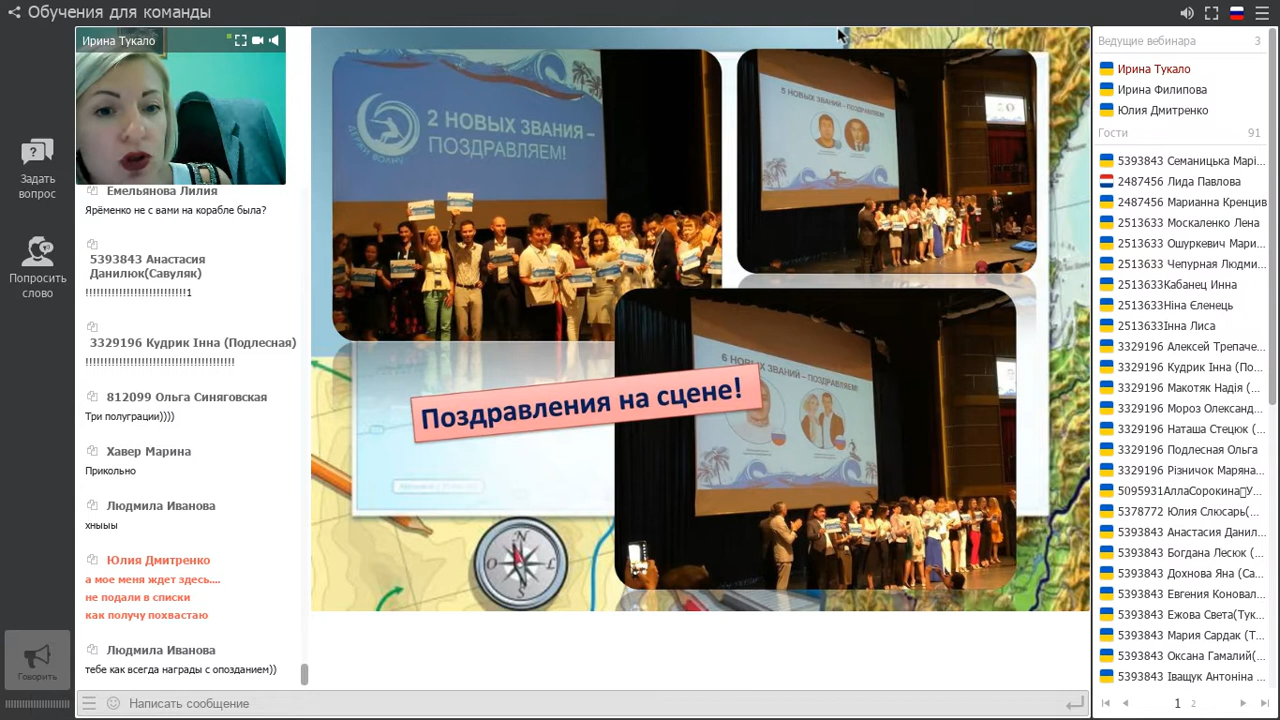 Обучения для команды
Ирина Тукало
Задать
вопрос
Попросить
слово
Говорить
Емельянова Лилия
Ярёменко не с вами на корабле была?
5393843 Анастасия
Данилюк(Савуляк)
!!!!!!!!!!!!!!!!!!!!!!!!!!!1
3329196 Кудрик Інна (Подлесная)
!!!!!!!!!!!!!!!!!!!!!!!!!!!!!!!!!!!!!!!!
812099 Ольга Синяговская
Три полуграции))))
Хавер Марина
Прикольно
Людмила Иванова
хныыы
Юлия Дмитренко
а мое меня ждет здесь....
не подали в списки
как получу похвастаю
Людмила Иванова
тебе как всегда награды с опозданием))
Написать сообщение
2 НОВЫХ ЗВАНИЯ –
ПОЗДРАВЛЯЕМ!
5 НОВЫХ ЗВАНИЙ – ПОЗДРАВЛЯЕМ!
6 НОВЫХ ЗВАНИЙ – ПОЗДРАВЛЯЕМ!
Поздравления на сцене!
N
O
L
S
Ведущие вебинара 3
Ирина Тукало
Ирина Филипова
Юлия Дмитренко
Гости 91
5393843 Семаницька Марі...
2487456 Лида Павлова
2487456 Марианна Кренцив
2513633 Москаленко Лена
2513633 Ошуркевич Мари...
2513633 Чепурная Людми...
2513633Кабанец Инна
2513633Ніна Єленець
2513633Інна Лиса
3329196 Алексей Трепаче...
3329196 Кудрик Інна (По...
3329196 Макотяк Надія (...
3329196 Мороз Олександ...
3329196 Наташа Стецюк (...
3329196 Подлесная Ольга
3329196 Різничок Маряна...
5095931АллаСорокина▯У...
5378772 Юлия Слюсарь(...
5393843 Анастасия Данил...
5393843 Богдана Лесюк (...
5393843 Дохнова Яна (Са...
5393843 Евгения Коновал...
5393843 Ежова Света(Тук...
5393843 Мария Сардак (Т...
5393843 Оксана Гамалий(...
5393843 Іващук Антоніна ...
1 2